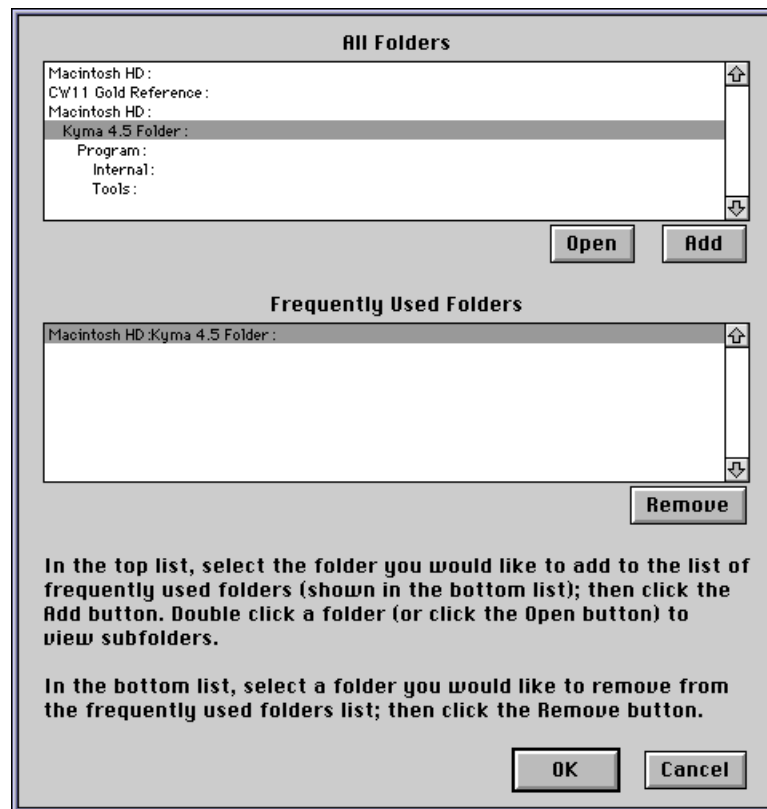 All Folders
Macintosh HD:
CW11 Gold Reference:
Macintosh HD:
Kyma 4.5 Folder:
Program:
Internal:
Tools:
Open Add
Frequently Used Folders
Macintosh HD:Kyma 4.5 Folder:
Remove
In the top list, select the folder you would like to add to the list of
frequently used folders (shown in the bottom list); then click the
Add button. Double click a folder (or click the Open button) to
view subfolders.
In the bottom list, select a folder you would like to remove from
the frequently used folders list; then click the Remove button.
OK Cancel